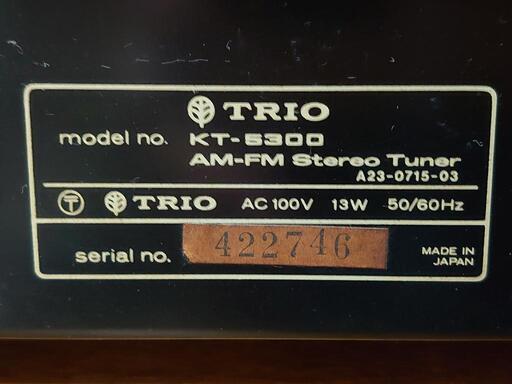 TRIO
model no. KT-5300
AM-FM Stereo Tuner
A23-0715-03
〒 TRIO AC 100V 13W 50/60Hz
serial no. 422746
MADE IN
JAPAN